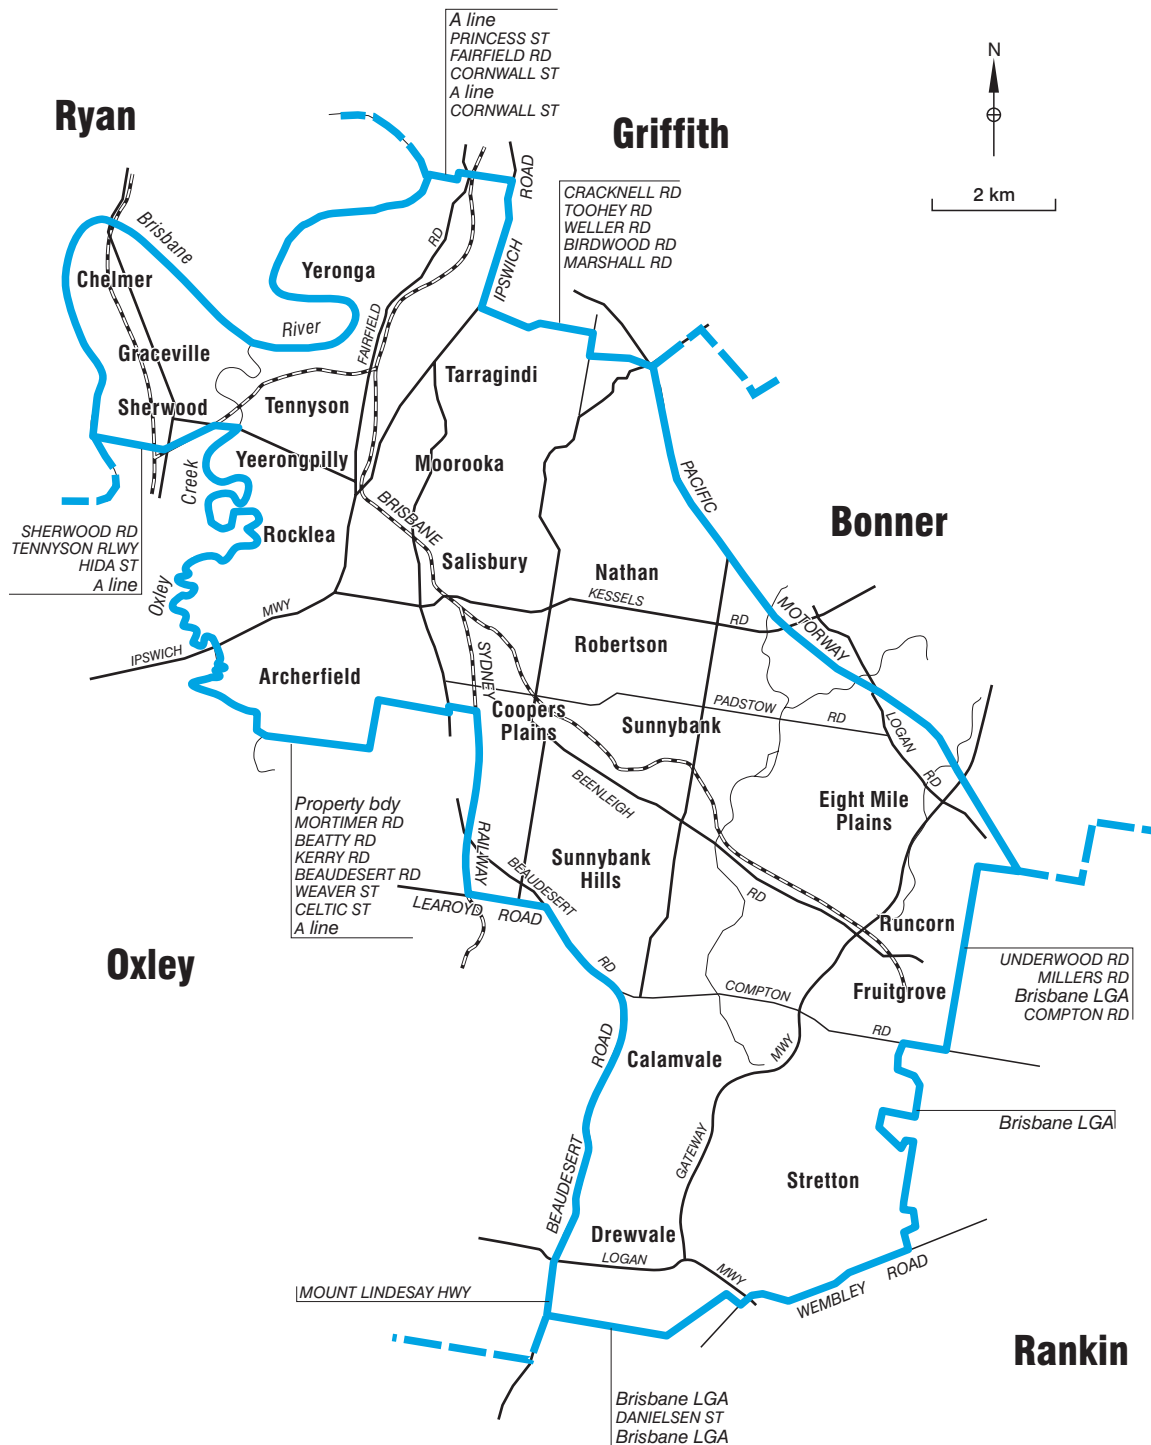 A line
PRINCESS ST
FAIRFIELD RD
CORNWALL ST
A line
CORNWALL ST
N
2 km
Ryan
Griffith
ROAD
IPSWICH
CRACKNELL RD
TOOHEY RD
WELLER RD
BIRDWOOD RD
MARSHALL RD
Brisbane
River
Chelmer
Yeronga
RD
FAIRFIELD
Graceville
Sherwood
Tennyson
Tarragindi
Yeerongpilly
Moorooka
Creek
Oxley
PACIFIC
MOTORWAY
Bonner
SHERWOOD RD
TENNYSON RLWY
HIDA ST
A line
Rocklea
BRISBANE
Salisbury
Nathan
KESSELS
RD
IPSWICH
MWY
Robertson
Archerfield
SYDNEY
RAILWAY
Coopers
Plains
Sunnybank
PADSTOW
RD
LOGAN
RD
BEENLEIGH
RD
Eight Mile
Plains
Property bdy
MORTIMER RD
BEATTY RD
KERRY RD
BEAUDESERT RD
WEAVER ST
CELTIC ST
A line
Sunnybank
Hills
BEAUDESERT
RD
LEAROYD
ROAD
Oxley
Runcorn
Fruitgrove
UNDERWOOD RD
MILLERS RD
Brisbane LGA
COMPTON RD
COMPTON
RD
Calamvale
MWY
GATEWAY
ROAD
BEAUDESERT
Brisbane LGA
Stretton
Drewvale
LOGAN
MWY
WEMBLEY
ROAD
MOUNT LINDESAY HWY
Rankin
Brisbane LGA
DANIELSEN ST
Brisbane LGA